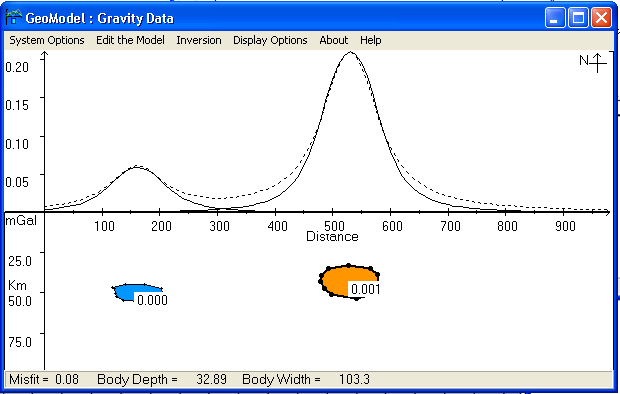 GeoModel : Gravity Data
System Options Edit the Model Inversion Display Options About Help
0.20
N
0.15
0.10
0.05
mGal
100 200 300 400 500 600 700 800 900
Distance
25.0
Km
50.0
0.000
0.001
75.0
Misfit = 0.08 Body Depth = 32.89 Body Width = 103.3